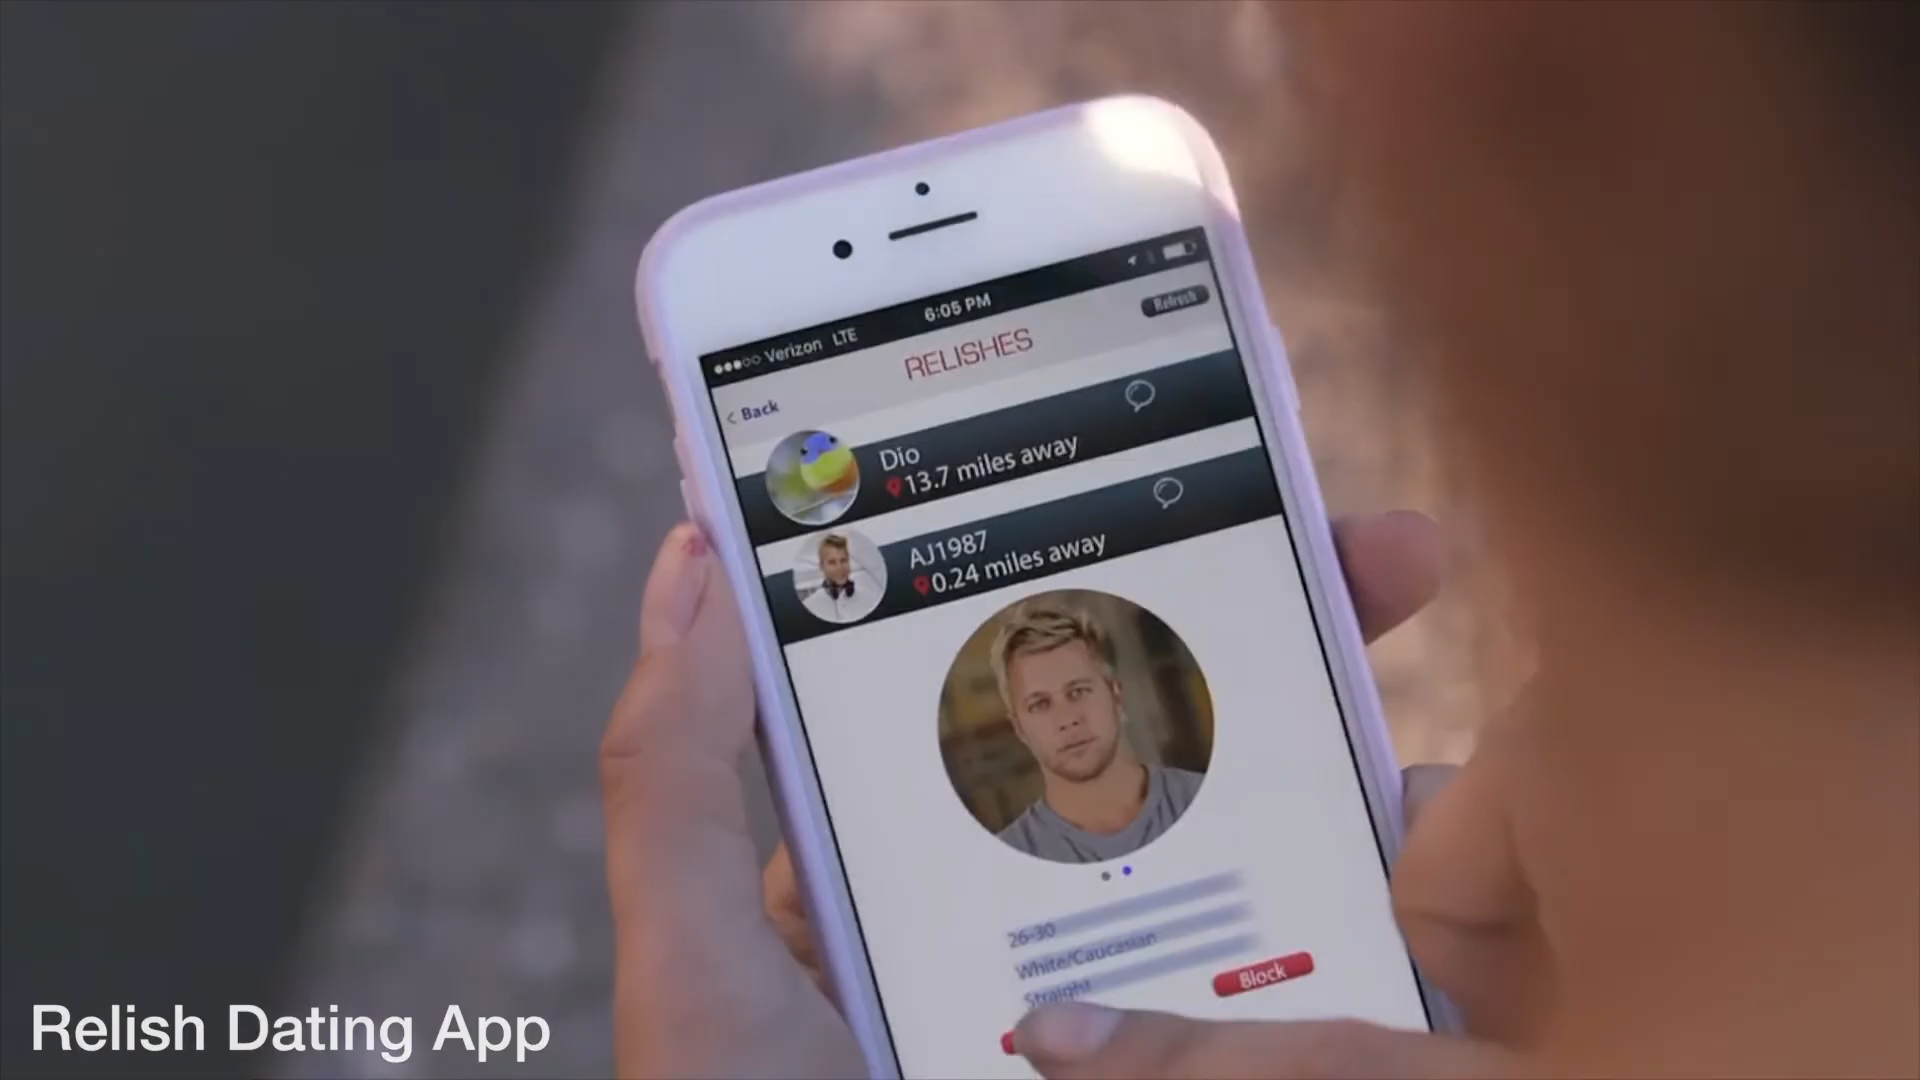 Verizon LTE
6:05 PM
Refresh
RELISHES
Back
Dio
13.7 miles away
AJ1987
0.24 miles away
26-30
White/Caucasian
Straight
Block
Relish Dating App